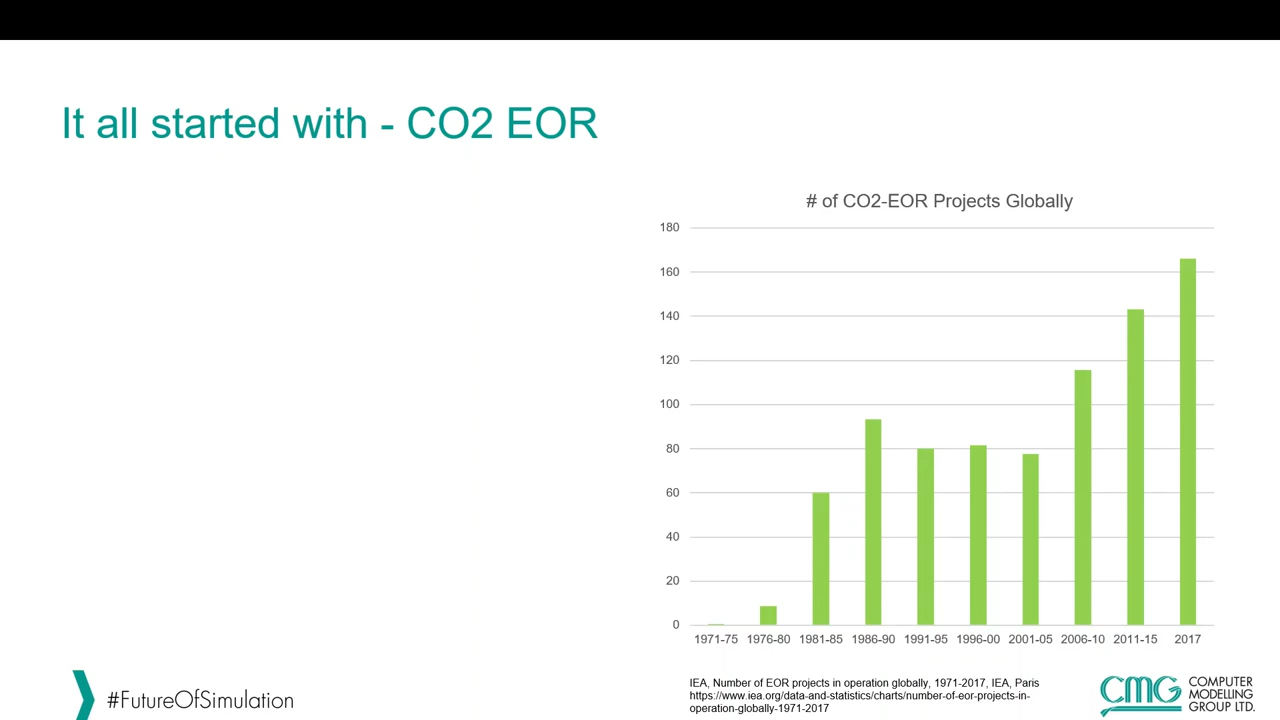 It all started with - CO2 EOR
# of CO2-EOR Projects Globally
180
160
140
120
100
80
60
40
20
0
1971-75 1976-80 1981-85 1986-90 1991-95 1996-00 2001-05 2006-10 2011-15 2017
IEA, Number of EOR projects in operation globally, 1971-2017, IEA, Paris
https://www.iea.org/data-and-statistics/charts/number-of-eor-projects-in-
operation-globally-1971-2017
#FutureOfSimulation
CMG
COMPUTER
MODELLING
GROUP LTD.